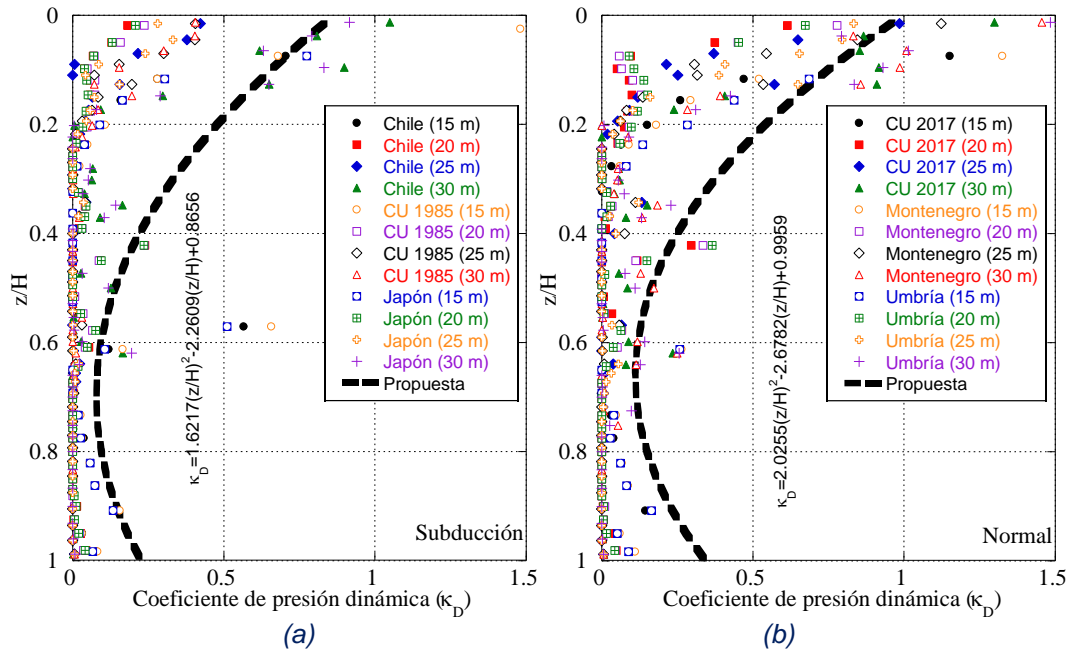 0
0.2
0.4
0.6
0.8
1
z/H
Chile (15 m)
Chile (20 m)
Chile (25 m)
Chile (30 m)
CU 1985 (15 m)
CU 1985 (20 m)
CU 1985 (25 m)
CU 1985 (30 m)
Japón (15 m)
Japón (20 m)
Japón (25 m)
Japón (30 m)
Propuesta
κ_D=1.6217(z/H)²-2.2609(z/H)+0.8656
Subducción
0 0.5 1 1.5
Coeficiente de presión dinámica (κ_D)
(a)
0
0.2
0.4
0.6
0.8
1
z/H
CU 2017 (15 m)
CU 2017 (20 m)
CU 2017 (25 m)
CU 2017 (30 m)
Montenegro (15 m)
Montenegro (20 m)
Montenegro (25 m)
Montenegro (30 m)
Umbría (15 m)
Umbría (20 m)
Umbría (25 m)
Umbría (30 m)
Propuesta
κ_D=2.0255(z/H)²-2.6782(z/H)+0.9959
Normal
0 0.5 1 1.5
Coeficiente de presión dinámica (κ_D)
(b)